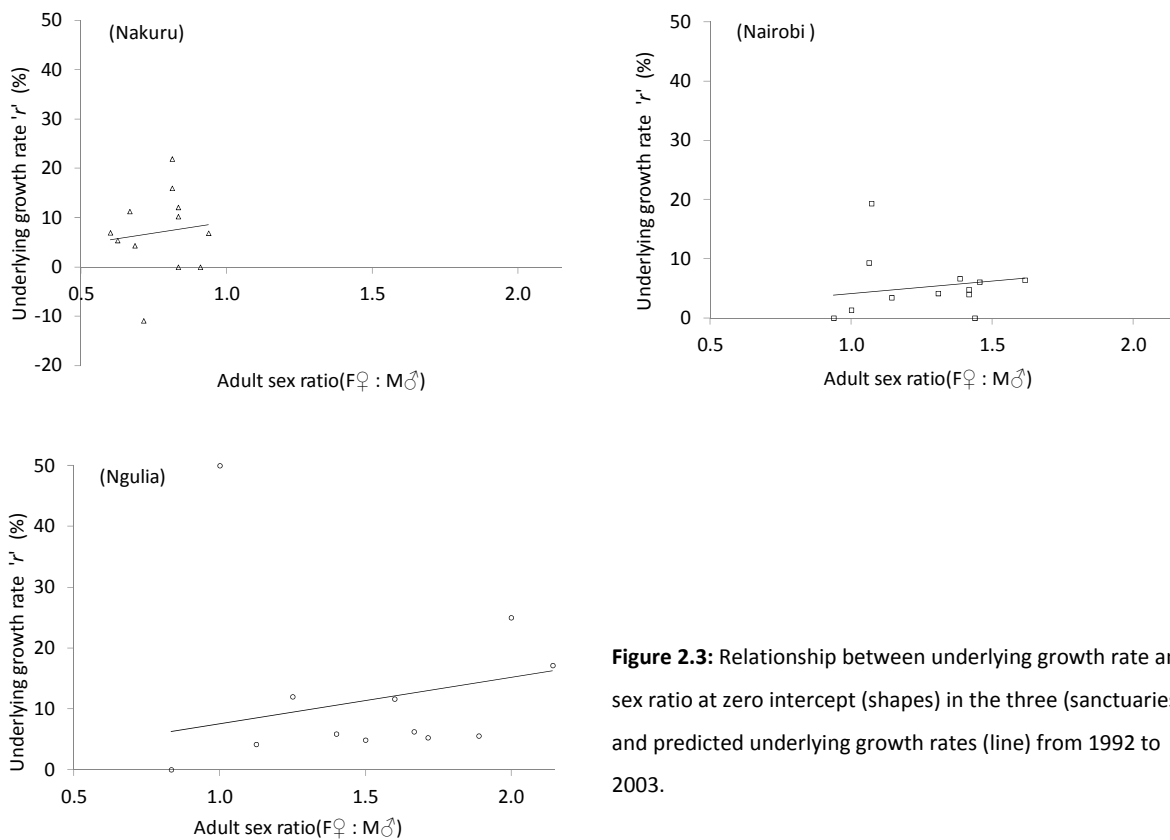 (Nakuru)
Underlying growth rate 'r' (%)
50
40
30
20
10
0
-10
-20
0.5 1.0 1.5 2.0
Adult sex ratio(F♀ : M♂)
(Nairobi )
Underlying growth rate 'r' (%)
50
40
30
20
10
0
0.5 1.0 1.5 2.0
Adult sex ratio(F♀ : M♂)
(Ngulia)
Underlying growth rate 'r' (%)
50
40
30
20
10
0
0.5 1.0 1.5 2.0
Adult sex ratio(F♀ : M♂)
Figure 2.3: Relationship between underlying growth rate
sex ratio at zero intercept (shapes) in the three (sanctuaries
and predicted underlying growth rates (line) from 1992 to
2003.